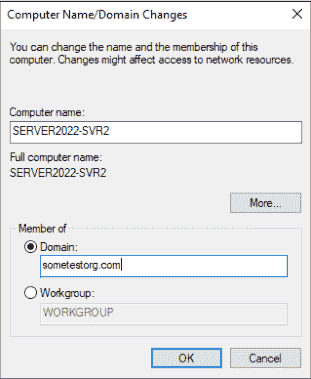 Computer Name/Domain Changes
You can change the name and the membership of this
computer. Changes might affect access to network resources.
Computer name:
SERVER2022-SVR2
Full computer name:
SERVER2022-SVR2
More...
Member of
Domain:
sometestorg.com
Workgroup:
WORKGROUP
OK
Cancel